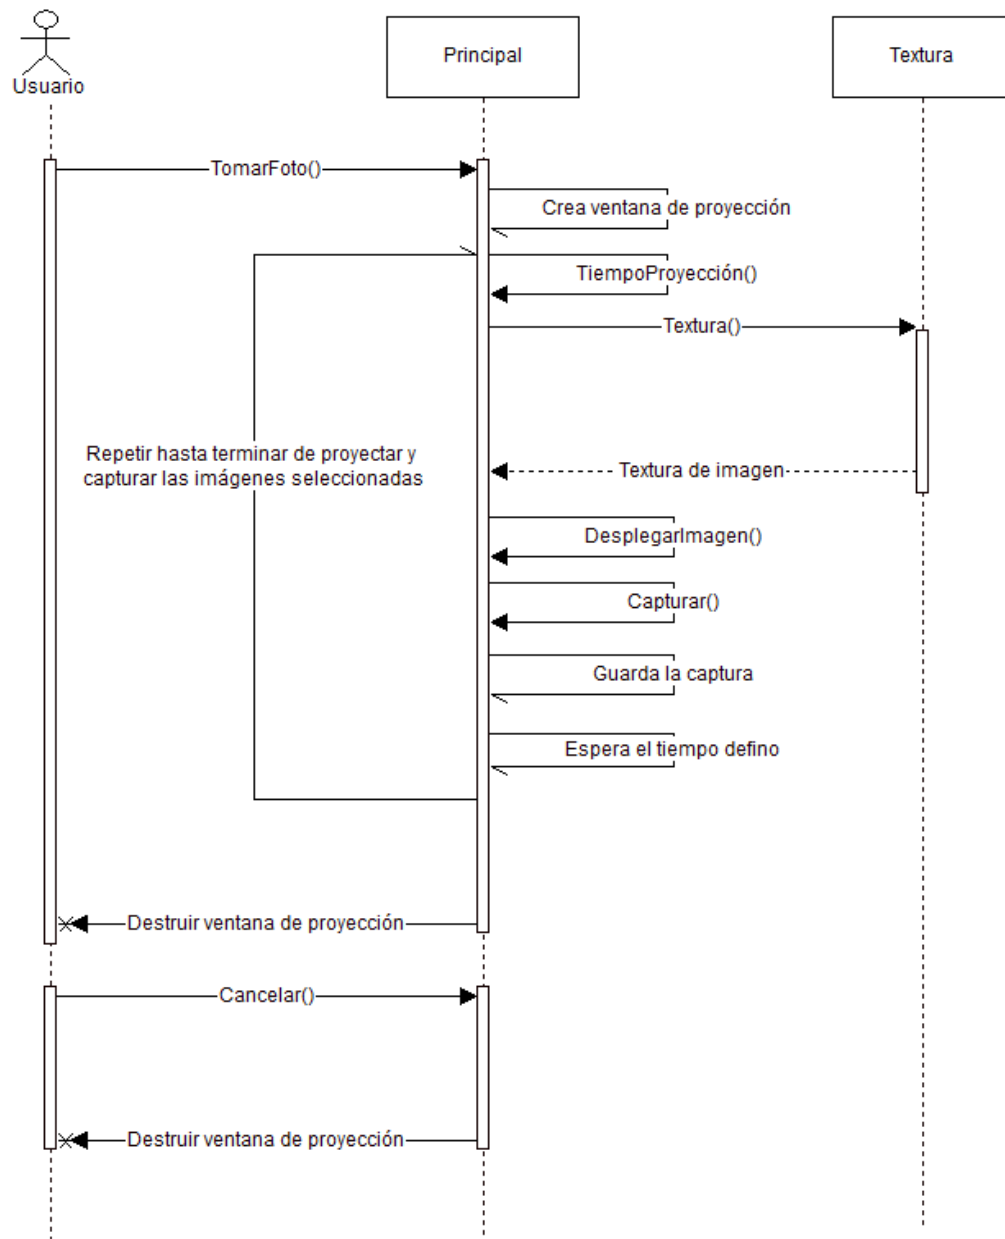 Usuario
Principal
Textura
TomarFoto()
Crea ventana de proyección
TiempoProyección()
Textura()
Repetir hasta terminar de proyectar y
capturar las imágenes seleccionadas
Textura de imagen
DesplegarImagen()
Capturar()
Guarda la captura
Espera el tiempo defino
Destruir ventana de proyección
Cancelar()
Destruir ventana de proyección